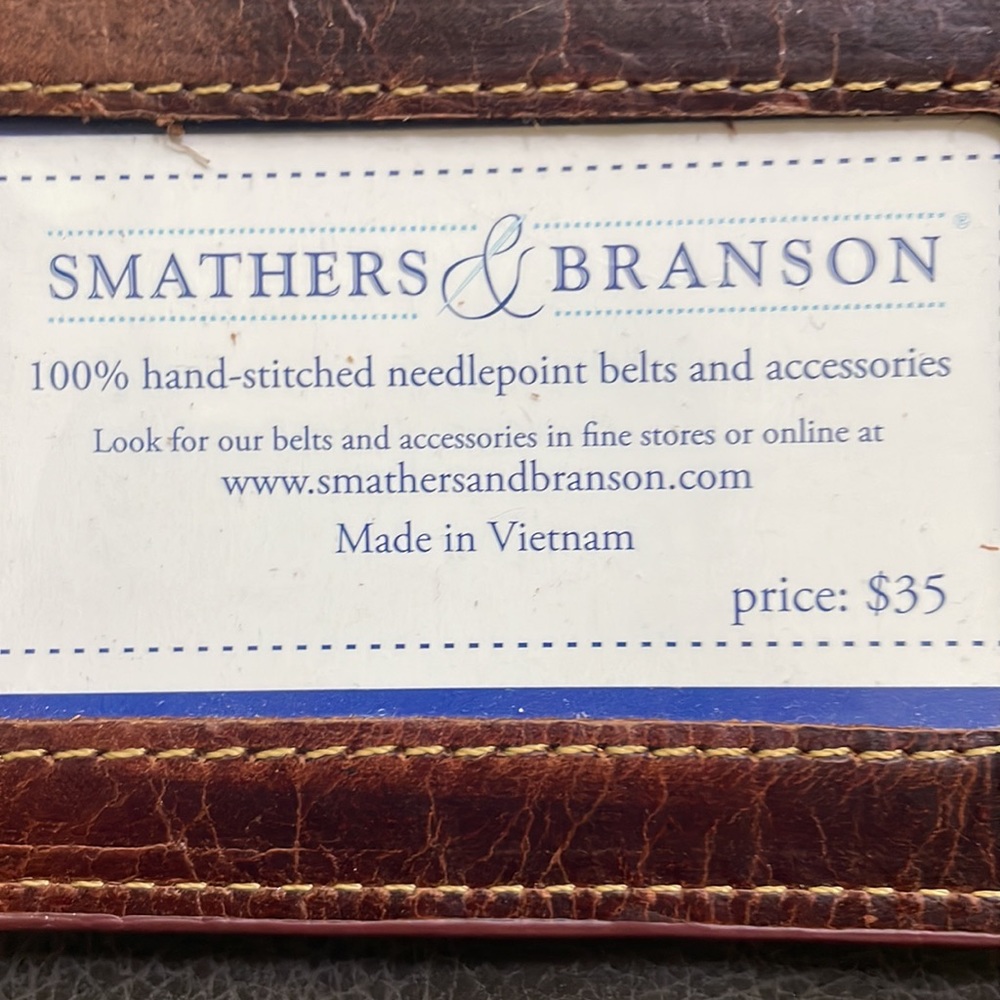 SMATHERS & BRANSON®
100% hand-stitched needlepoint belts and accessories
Look for our belts and accessories in fine stores or online at
www.smathersandbranson.com
Made in Vietnam
price: $35